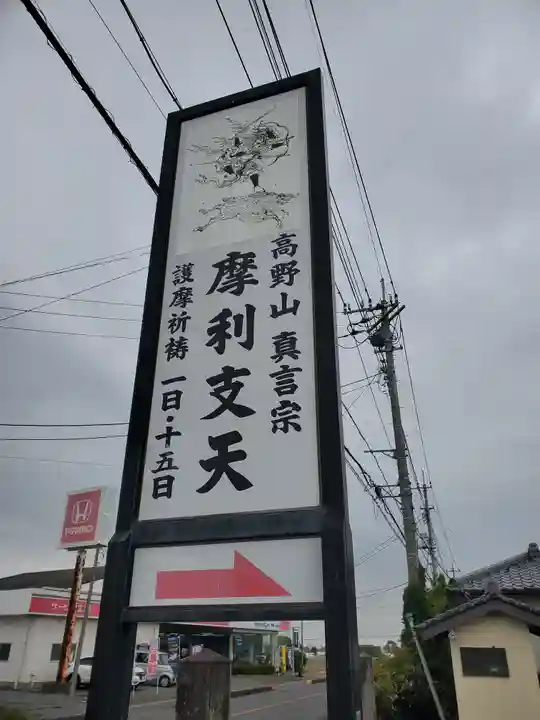 高野山 真言宗
摩利支天
護摩祈祷 一日・十五日